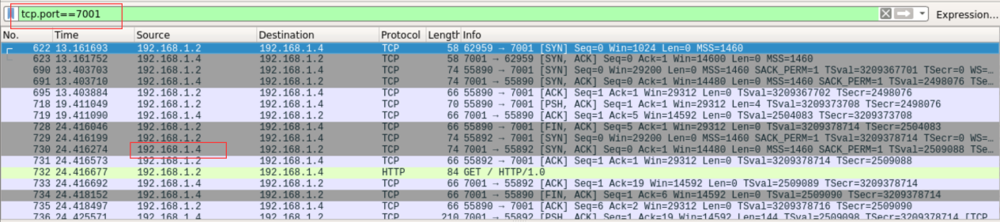 tcp.port==7001 Expression...
No. Time Source Destination Protocol Length Info
622 13.161693 192.168.1.2 192.168.1.4 TCP 58 62959 → 7001 [SYN] Seq=0 Win=1024 Len=0 MSS=1460
623 13.161752 192.168.1.4 192.168.1.2 TCP 58 7001 → 62959 [SYN, ACK] Seq=0 Ack=1 Win=14600 Len=0 MSS=1460
690 13.403703 192.168.1.2 192.168.1.4 TCP 74 55890 → 7001 [SYN] Seq=0 Win=29200 Len=0 MSS=1460 SACK_PERM=1 TSval=3209367701 TSecr=0 WS=…
691 13.403710 192.168.1.4 192.168.1.2 TCP 74 7001 → 55890 [SYN, ACK] Seq=0 Ack=1 Win=14480 Len=0 MSS=1460 SACK_PERM=1 TSval=2498076 TSe…
695 13.403884 192.168.1.2 192.168.1.4 TCP 66 55890 → 7001 [ACK] Seq=1 Ack=1 Win=29312 Len=0 TSval=3209367702 TSecr=2498076
718 19.411049 192.168.1.2 192.168.1.4 TCP 70 55890 → 7001 [PSH, ACK] Seq=1 Ack=1 Win=29312 Len=4 TSval=3209373708 TSecr=2498076
719 19.411090 192.168.1.4 192.168.1.2 TCP 66 7001 → 55890 [ACK] Seq=1 Ack=5 Win=14592 Len=0 TSval=2504083 TSecr=3209373708
728 24.416046 192.168.1.2 192.168.1.4 TCP 66 55890 → 7001 [FIN, ACK] Seq=5 Ack=1 Win=29312 Len=0 TSval=3209378714 TSecr=2504083
729 24.416199 192.168.1.2 192.168.1.4 TCP 74 55892 → 7001 [SYN] Seq=0 Win=29200 Len=0 MSS=1460 SACK_PERM=1 TSval=3209378714 TSecr=0 WS=…
730 24.416274 192.168.1.4 192.168.1.2 TCP 74 7001 → 55892 [SYN, ACK] Seq=0 Ack=1 Win=14480 Len=0 MSS=1460 SACK_PERM=1 TSval=2509088 TSe…
731 24.416573 192.168.1.2 192.168.1.4 TCP 66 55892 → 7001 [ACK] Seq=1 Ack=1 Win=29312 Len=0 TSval=3209378714 TSecr=2509088
732 24.416677 192.168.1.2 192.168.1.4 HTTP 84 GET / HTTP/1.0
733 24.416692 192.168.1.4 192.168.1.2 TCP 66 7001 → 55892 [ACK] Seq=1 Ack=19 Win=14592 Len=0 TSval=2509089 TSecr=3209378714
734 24.418152 192.168.1.4 192.168.1.2 TCP 66 7001 → 55890 [FIN, ACK] Seq=1 Ack=6 Win=14592 Len=0 TSval=2509090 TSecr=3209378714
735 24.418497 192.168.1.2 192.168.1.4 TCP 66 55890 → 7001 [ACK] Seq=6 Ack=2 Win=29312 Len=0 TSval=3209378716 TSecr=2509090
736 24.425571 192.168.1.4 192.168.1.2 TCP 210 7001 → 55892 [PSH, ACK] Seq=1 Ack=19 Win=14592 Len=144 TSval=2509098 TSecr=3209378714 [TCP